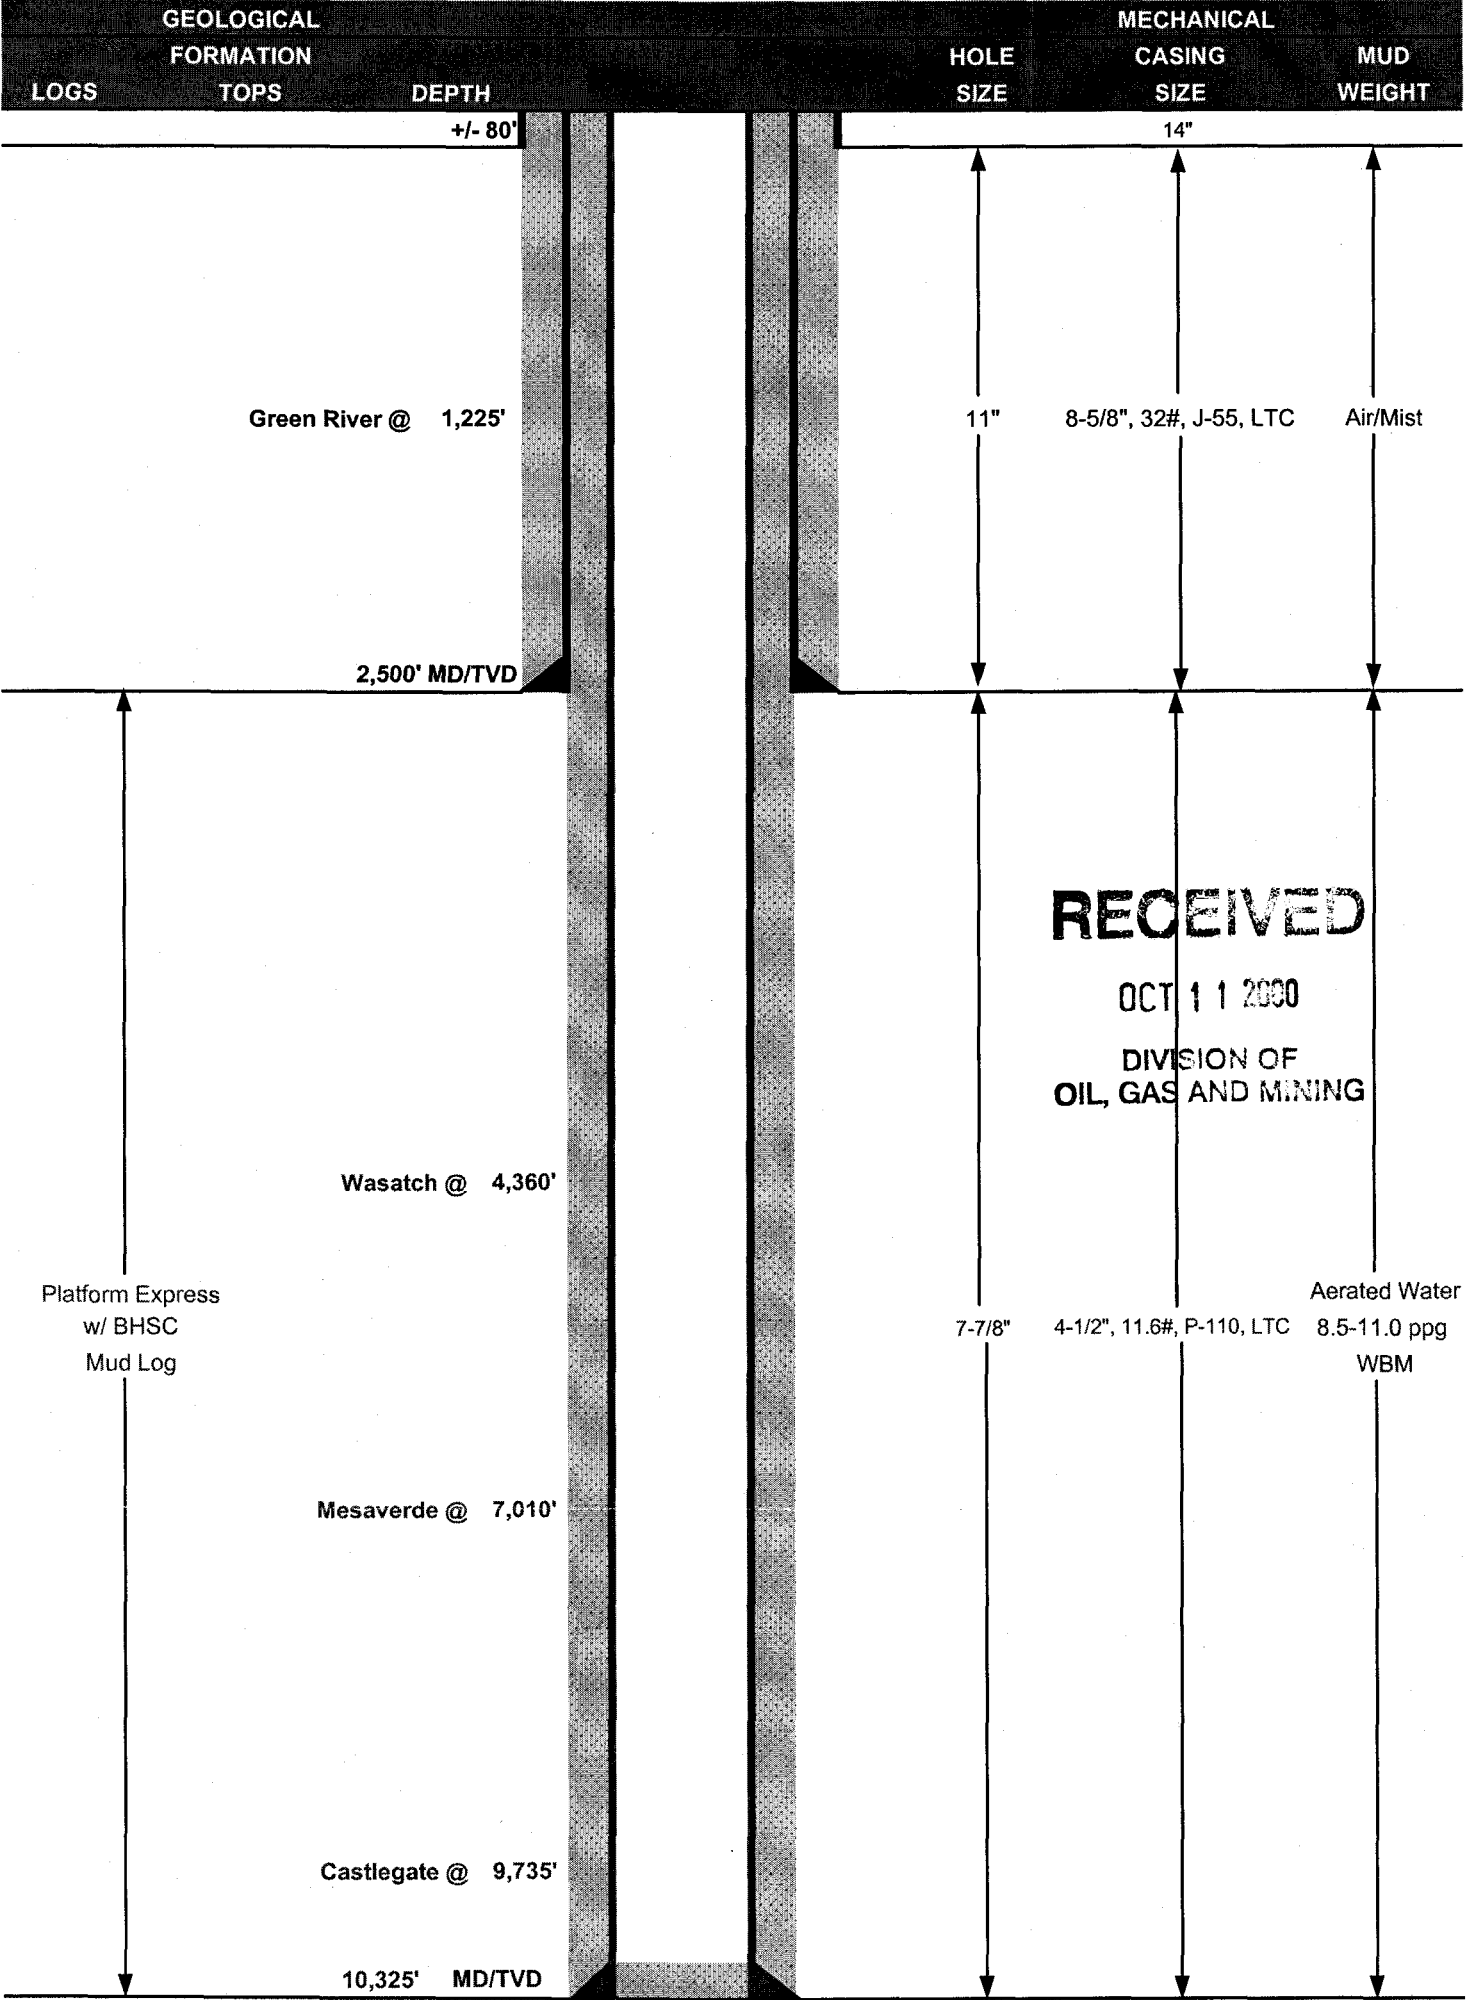 GEOLOGICAL
FORMATION
LOGS TOPS DEPTH
MECHANICAL
HOLE CASING MUD
SIZE SIZE WEIGHT
+/- 80' 14"
Green River @ 1,225' 11" 8-5/8", 32#, J-55, LTC Air/Mist
2,500' MD/TVD
RECEIVED
OCT 11
DIVISION OF
OIL, GAS AND MINING
Wasatch @ 4,360'
Platform Express
w/ BHSC
Mud Log
7-7/8" 4-1/2", 11.6#, P-110, LTC
Aerated Water
8.5-11.0 ppg
WBM
Mesaverde @ 7,010'
Castlegate @ 9,735'
10,325' MD/TVD